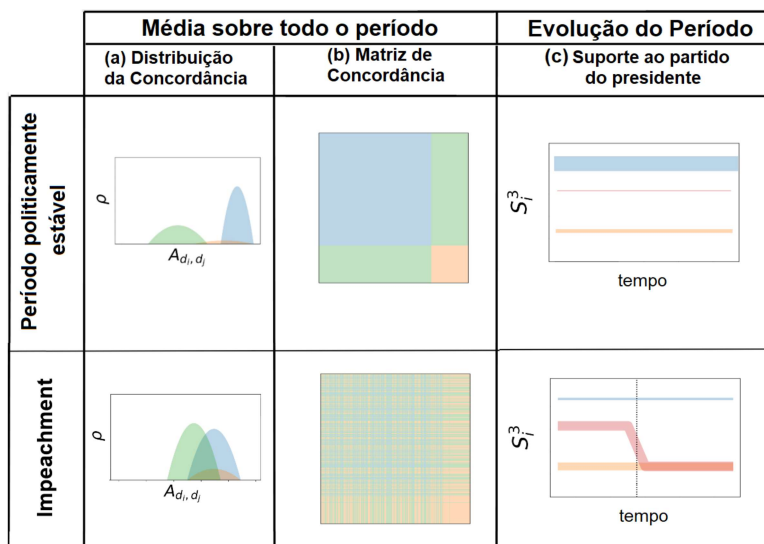 Média sobre todo o período
Evolução do Período
(a) Distribuição
da Concordância
(b) Matriz de
Concordância
(c) Suporte ao partido
do presidente
Período politicamente
estável
ρ
A_{d_i, d_j}
S_i^3
tempo
Impeachment
ρ
A_{d_i, d_j}
S_i^3
tempo